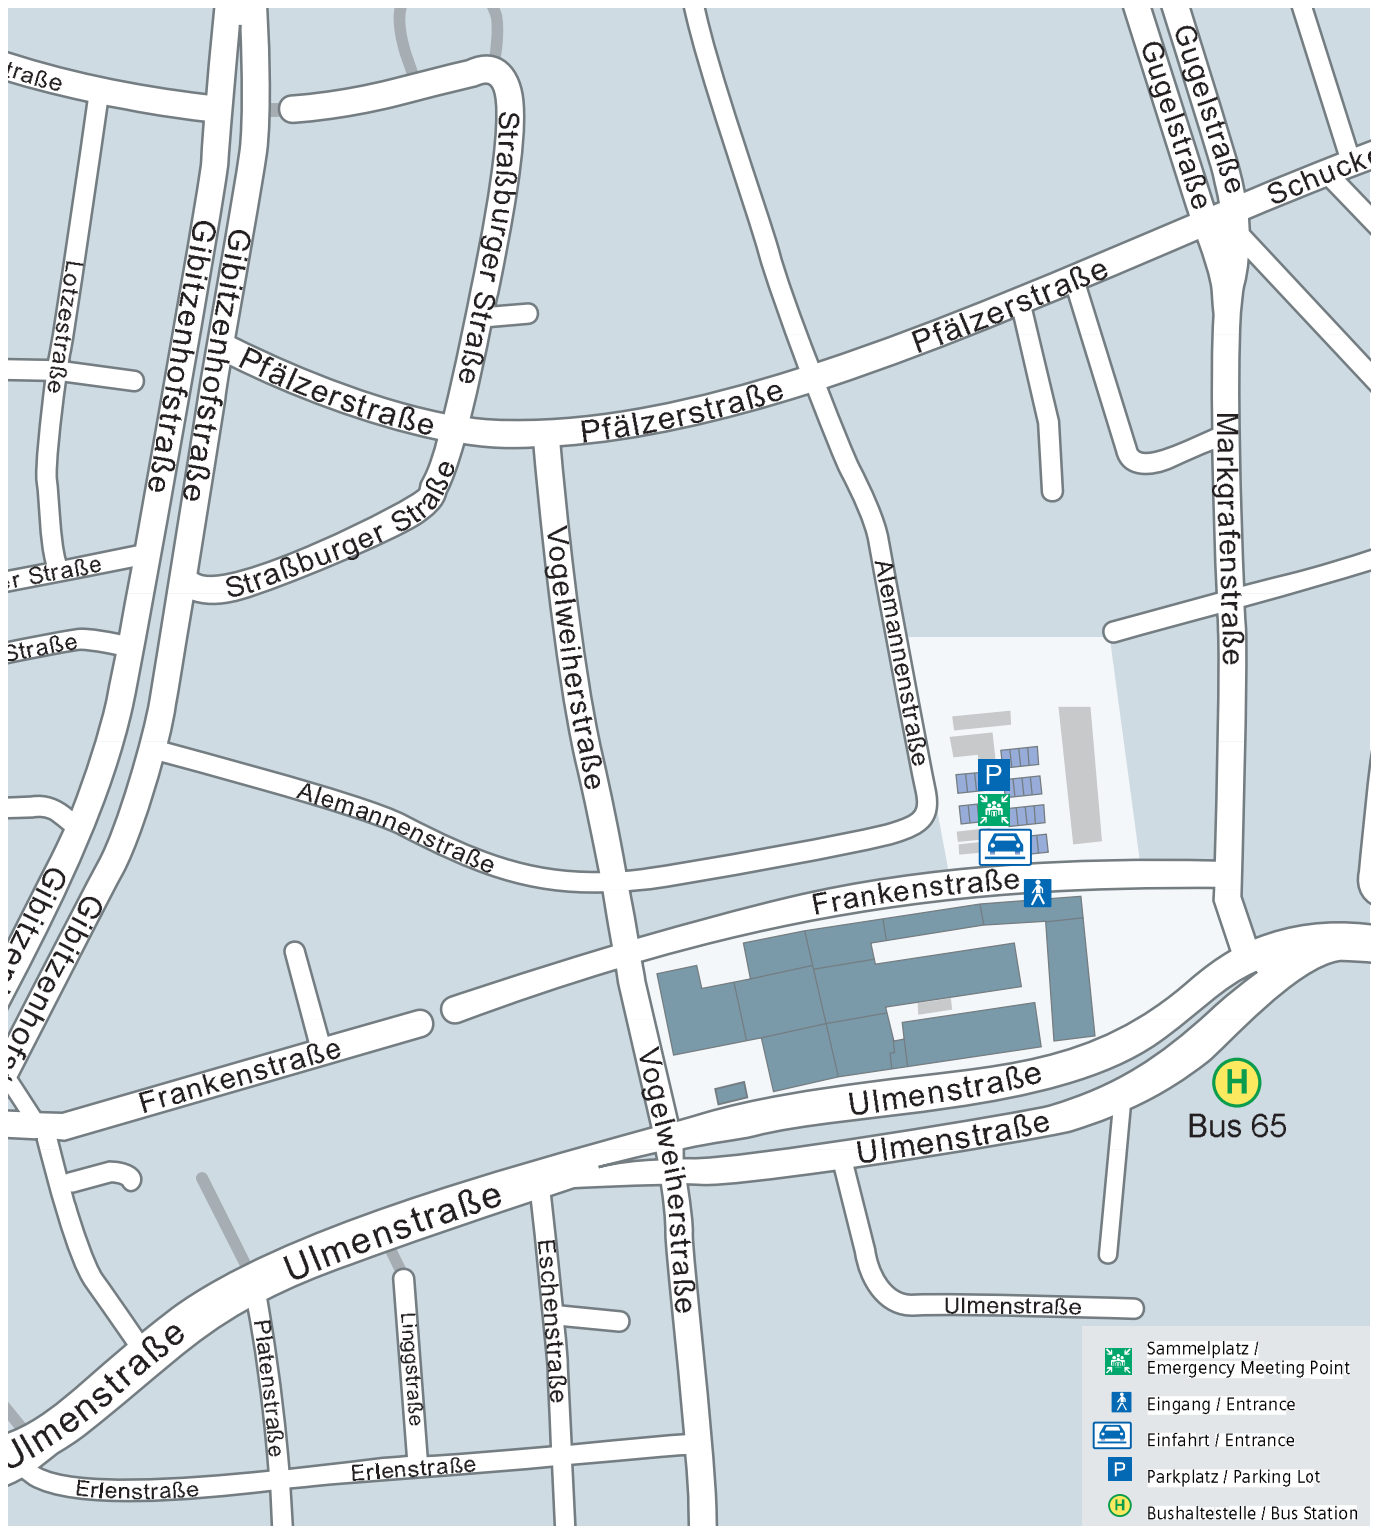 traße
Gugelstraße
Gugelstraße
Schucke
Straßburger Straße
Lotzestraße
Gibitzenhofstraße
Gibitzenhofstraße
Pfälzerstraße
Pfälzerstraße
Pfälzerstraße
Markgrafenstraße
Straßburger Straße
er Straße
Straße
Vogelweiherstraße
Alemannenstraße
Alemannenstraße
P
Frankenstraße
Gibitzen
Gibitzenhofs
Frankenstraße
Vogelweiherstraße
Ulmenstraße
Ulmenstraße
H
Bus 65
Ulmenstraße
Eschenstraße
Ulmenstraße
Ulmenstraße
Platenstraße
Linggstraße
Erlenstraße
Erlenstraße
Sammelplatz /
Emergency Meeting Point
Eingang / Entrance
Einfahrt / Entrance
P
Parkplatz / Parking Lot
H
Bushaltestelle / Bus Station